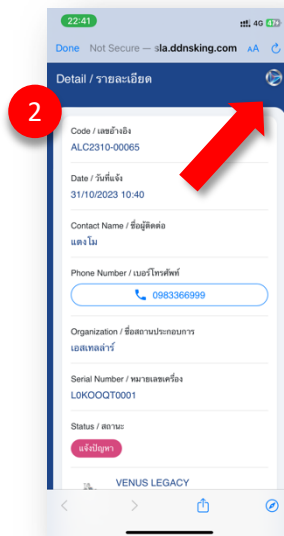 22:41
4G 47+
Done Not Secure — sla.ddnsking.com AA
Detail / รายละเอียด
2
Code / เลขอ้างอิง
ALC2310-00065
Date / วันที่แจ้ง
31/10/2023 10:40
Contact Name / ชื่อผู้ติดต่อ
แตงโม
Phone Number / เบอร์โทรศัพท์
0983366999
Organization / ชื่อสถานประกอบการ
เอสเทลล่าร์
Serial Number / หมายเลขเครื่อง
L0KOOQT0001
Status / สถานะ
แจ้งปัญหา
VENUS LEGACY